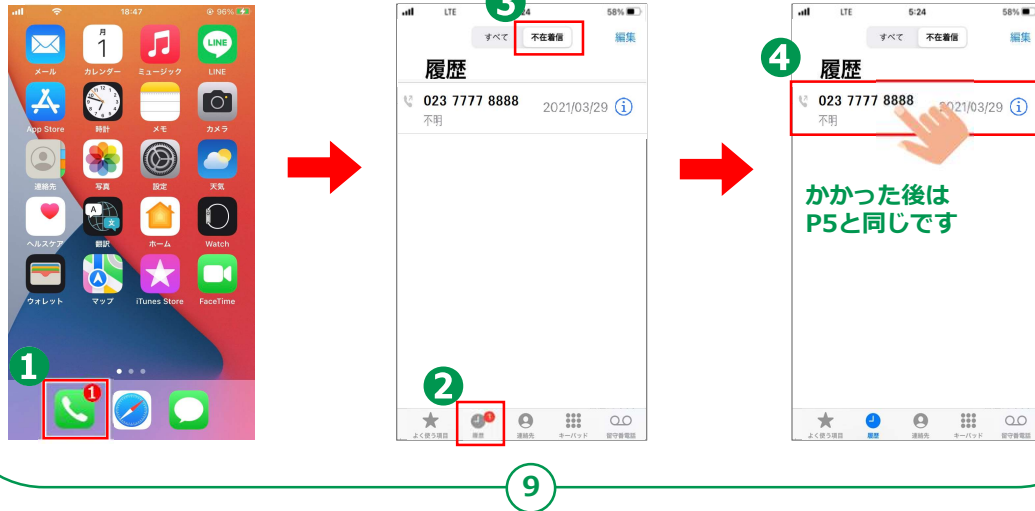 18:47
96%
月
1
LINE
メール
カレンダー
ミュージック
LINE
App Store
時計
メモ
カメラ
連絡先
写真
設定
天気
A
文
ヘルスケア
翻訳
ホーム
Watch
ウォレット
マップ
iTunes Store
FaceTime
1
1
3
LTE
24
58%
すべて
不在着信
編集
履歴
023 7777 8888
不明
2021/03/29
i
2
1
よく使う項目
履歴
連絡先
キーパッド
留守番電話
LTE
5:24
58%
すべて
不在着信
編集
4
履歴
023 7777 8888
不明
2021/03/29
i
かかった後は
P5と同じです
よく使う項目
履歴
連絡先
キーパッド
留守番電話
9